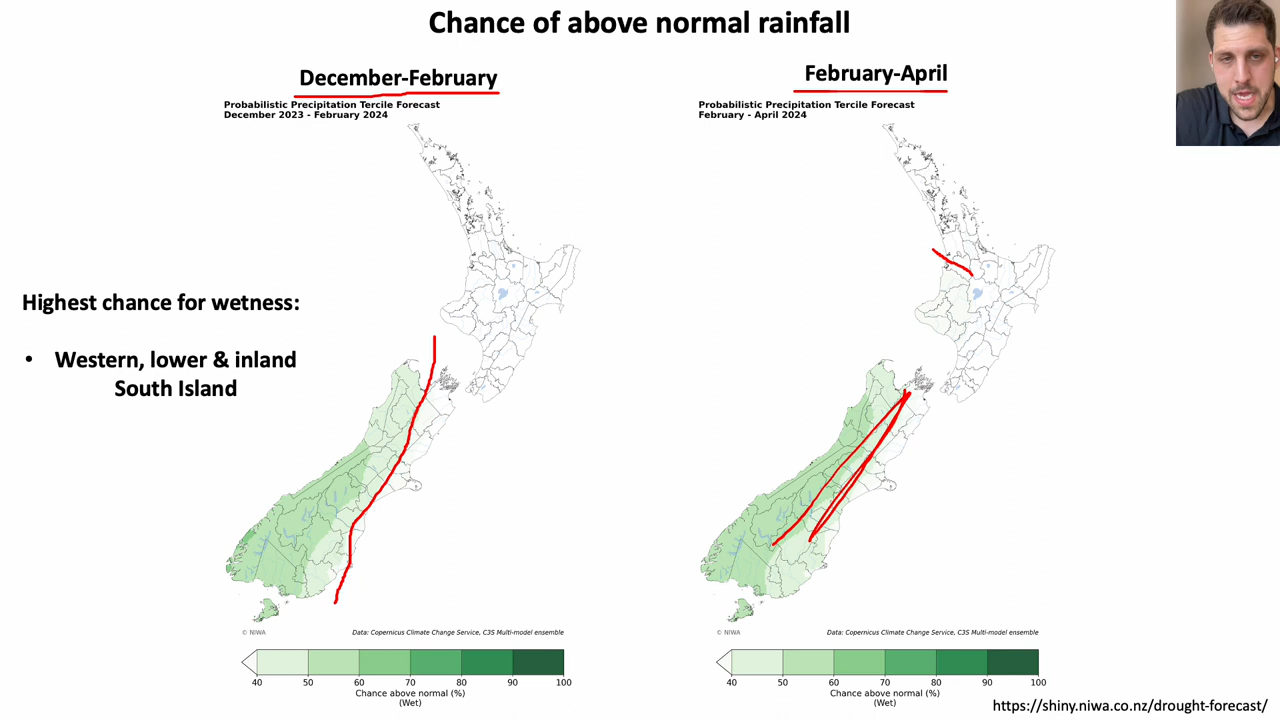 Chance of above normal rainfall
December-February
Probabilistic Precipitation Tercile Forecast
December 2023 - February 2024
February-April
Probabilistic Precipitation Tercile Forecast
February - April 2024
Highest chance for wetness:
• Western, lower & inland
South Island
© NIWA
Data: Copernicus Climate Change Service, C3S Multi-model ensemble
40 50 60 70 80 90 100
Chance above normal (%)
(Wet)
© NIWA
Data: Copernicus Climate Change Service, C3S Multi-model ensemble
40 50 60 70 80 90 100
Chance above normal (%)
(Wet)
https://shiny.niwa.co.nz/drought-forecast/